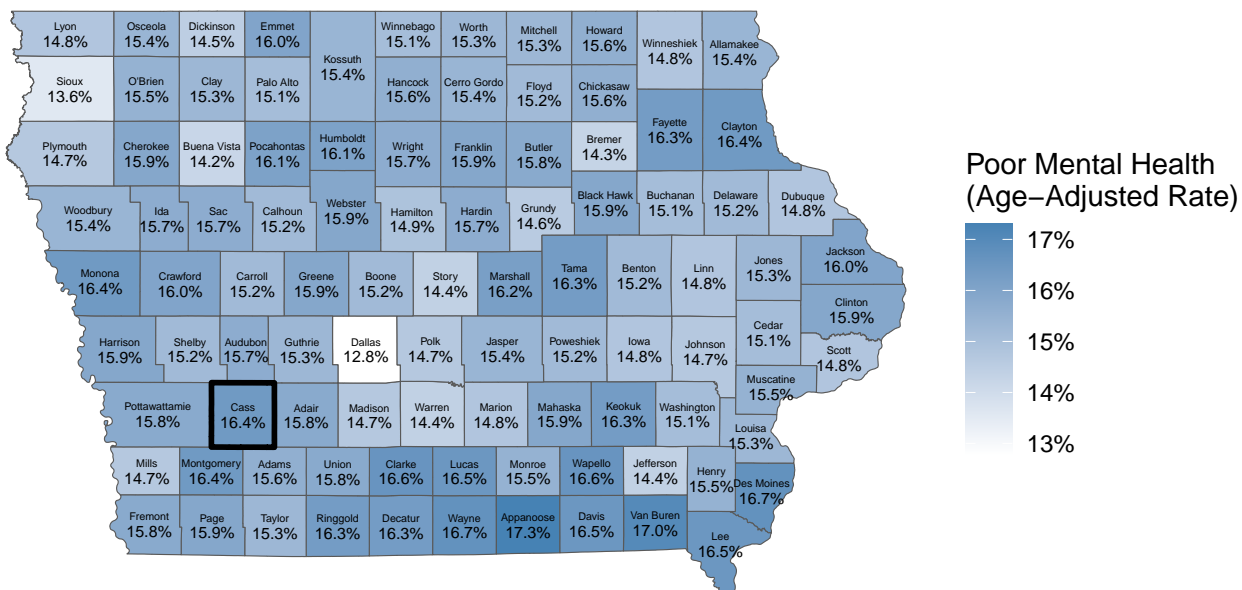 Lyon
14.8%
Osceola
15.4%
Dickinson
14.5%
Emmet
16.0%
Kossuth
15.4%
Winnebago
15.1%
Worth
15.3%
Mitchell
15.3%
Howard
15.6%
Winneshiek
14.8%
Allamakee
15.4%
Sioux
13.6%
O'Brien
15.5%
Clay
15.3%
Palo Alto
15.1%
Hancock
15.6%
Cerro Gordo
15.4%
Floyd
15.2%
Chickasaw
15.6%
Fayette
16.3%
Clayton
16.4%
Plymouth
14.7%
Cherokee
15.9%
Buena Vista
14.2%
Pocahontas
16.1%
Humboldt
16.1%
Wright
15.7%
Franklin
15.9%
Butler
15.8%
Bremer
14.3%
Woodbury
15.4%
Ida
15.7%
Sac
15.7%
Calhoun
15.2%
Webster
15.9%
Hamilton
14.9%
Hardin
15.7%
Grundy
14.6%
Black Hawk
15.9%
Buchanan
15.1%
Delaware
15.2%
Dubuque
14.8%
Monona
16.4%
Crawford
16.0%
Carroll
15.2%
Greene
15.9%
Boone
15.2%
Story
14.4%
Marshall
16.2%
Tama
16.3%
Benton
15.2%
Linn
14.8%
Jones
15.3%
Jackson
16.0%
Clinton
15.9%
Harrison
15.9%
Shelby
15.2%
Audubon
15.7%
Guthrie
15.3%
Dallas
12.8%
Polk
14.7%
Jasper
15.4%
Poweshiek
15.2%
Iowa
14.8%
Johnson
14.7%
Cedar
15.1%
Scott
14.8%
Muscatine
15.5%
Pottawattamie
15.8%
Cass
16.4%
Adair
15.8%
Madison
14.7%
Warren
14.4%
Marion
14.8%
Mahaska
15.9%
Keokuk
16.3%
Washington
15.1%
Louisa
15.3%
Mills
14.7%
Montgomery
16.4%
Adams
15.6%
Union
15.8%
Clarke
16.6%
Lucas
16.5%
Monroe
15.5%
Wapello
16.6%
Jefferson
14.4%
Henry
15.5%
Des Moines
16.7%
Fremont
15.8%
Page
15.9%
Taylor
15.3%
Ringgold
16.3%
Decatur
16.3%
Wayne
16.7%
Appanoose
17.3%
Davis
16.5%
Van Buren
17.0%
Lee
16.5%
Poor Mental Health
(Age−Adjusted Rate)
17%
16%
15%
14%
13%